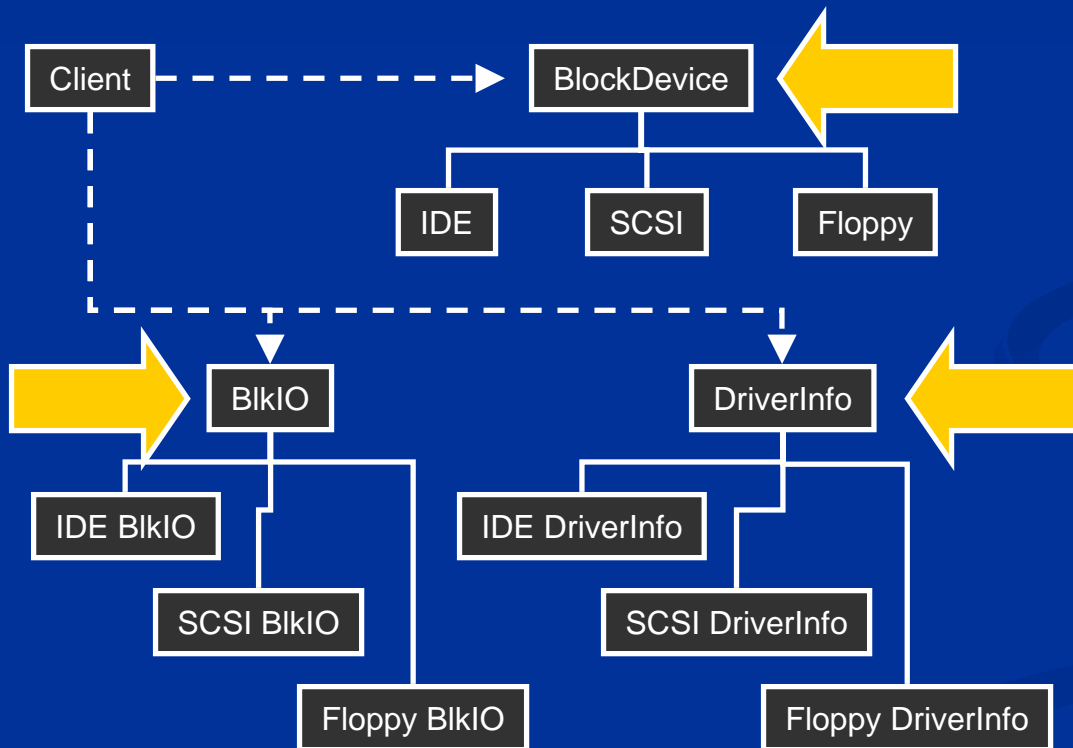 Client
BlockDevice
IDE
SCSI
Floppy
BlkIO
DriverInfo
IDE BlkIO
IDE DriverInfo
SCSI BlkIO
SCSI DriverInfo
Floppy BlkIO
Floppy DriverInfo